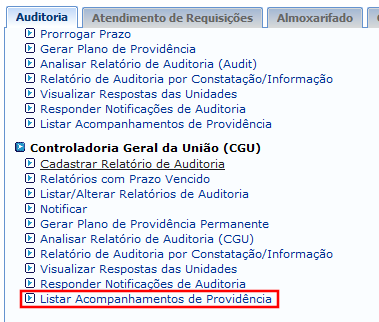 Auditoria
Atendimento de Requisições
Almoxarifado
Prorrogar Prazo
Gerar Plano de Providência
Analisar Relatório de Auditoria (Audit)
Relatório de Auditoria por Constatação/Informação
Visualizar Respostas das Unidades
Responder Notificações de Auditoria
Listar Acompanhamentos de Providência
Controladoria Geral da União (CGU)
Cadastrar Relatório de Auditoria
Relatórios com Prazo Vencido
Listar/Alterar Relatórios de Auditoria
Notificar
Gerar Plano de Providência Permanente
Analisar Relatório de Auditoria (CGU)
Relatório de Auditoria por Constatação/Informação
Visualizar Respostas das Unidades
Responder Notificações de Auditoria
Listar Acompanhamentos de Providência